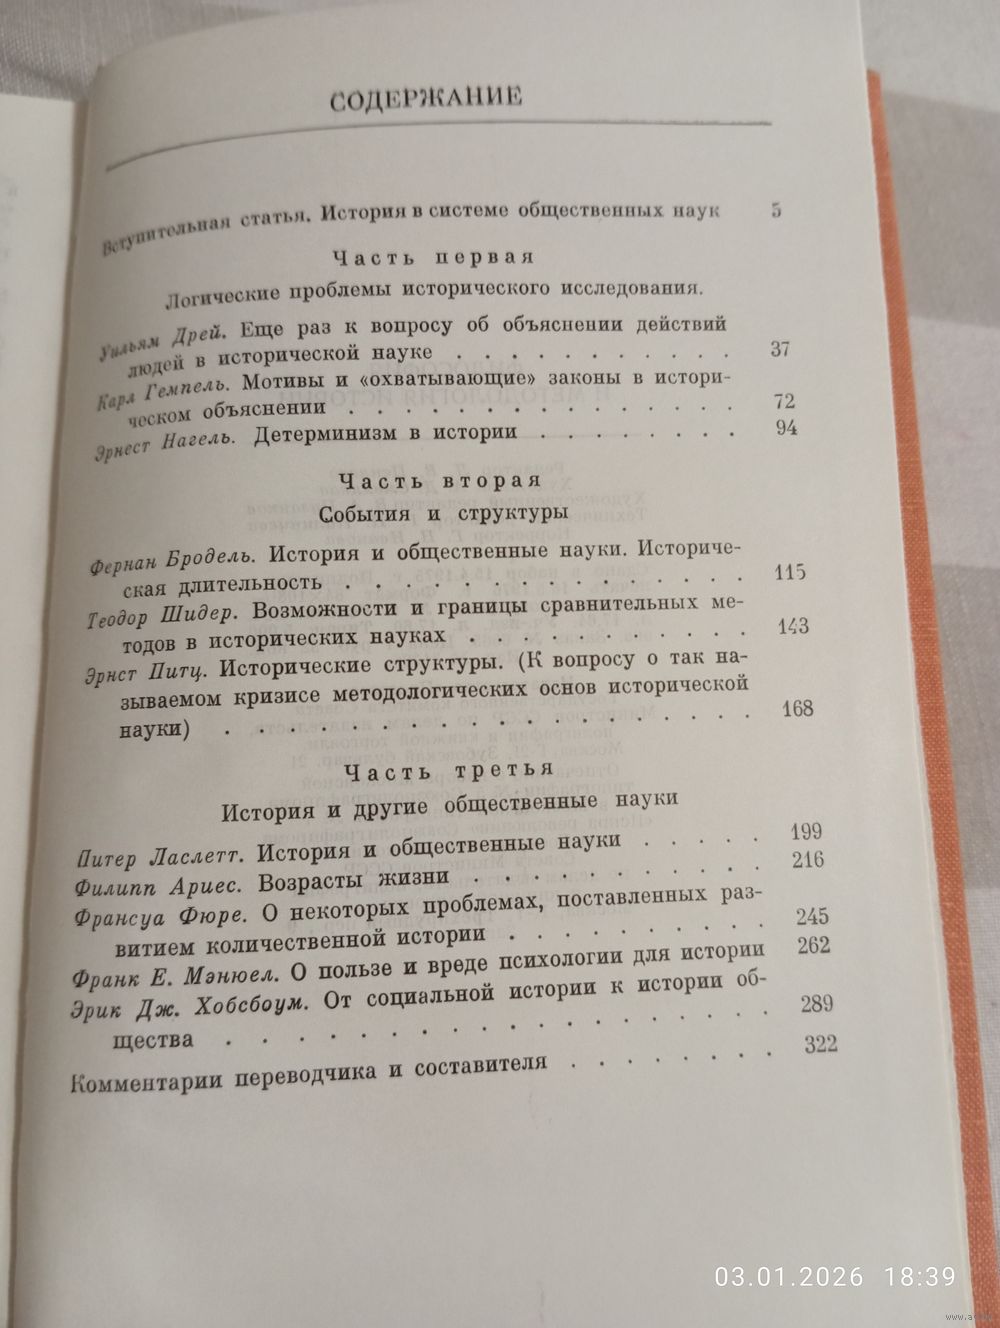 СОДЕРЖАНИЕ
Вступительная статья. История в системе общественных наук 5
Часть первая
Логические проблемы исторического исследования.
Уильям Дрей. Еще раз к вопросу об объяснении действий
людей в исторической науке . . . . . . . . . . . 37
Карл Гемпель. Мотивы и «охватывающие» законы в истори-
ческом объяснении . . . . . . . . . . . . . . . 72
Эрнест Нагель. Детерминизм в истории . . . . . . . . 94
Часть вторая
События и структуры
Фернан Бродель. История и общественные науки. Историче-
ская длительность . . . . . . . . . . . . . . 115
Теодор Шидер. Возможности и границы сравнительных ме-
тодов в исторических науках . . . . . . . . . . . 143
Эрнст Питц. Исторические структуры. (К вопросу о так на-
зываемом кризисе методологических основ исторической
науки) . . . . . . . . . . . . . . . . . . . 168
Часть третья
История и другие общественные науки
Питер Ласлетт. История и общественные науки . . . . . 199
Филипп Ариес. Возрасты жизни . . . . . . . . . . . 216
Франсуа Фюре. О некоторых проблемах, поставленных раз-
витием количественной истории . . . . . . . . . . 245
Франк Е. Мэнюел. О пользе и вреде психологии для истории 262
Эрик Дж. Хобсбоум. От социальной истории к истории об-
щества . . . . . . . . . . . . . . . . . 289
Комментарии переводчика и составителя . . . . . . . 322
03.01.2026 18:39